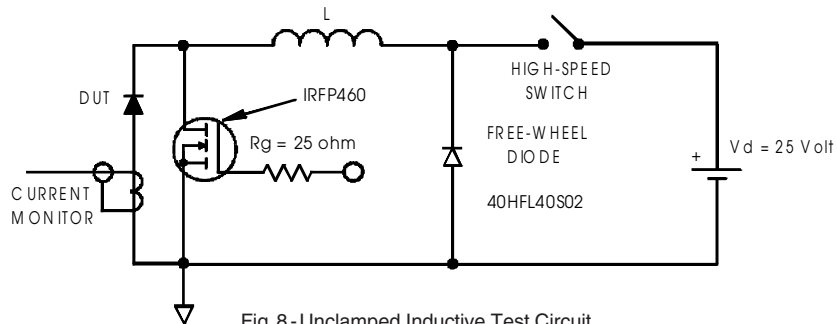 L
HIGH-SPEED
SWITCH
DUT
IRFP460
Rg = 25 ohm
FREE-WHEEL
DIODE
+
Vd = 25 Volt
CURRENT
MONITOR
40HFL40S02
Fig. 8 - Unclamped Inductive Test Circuit